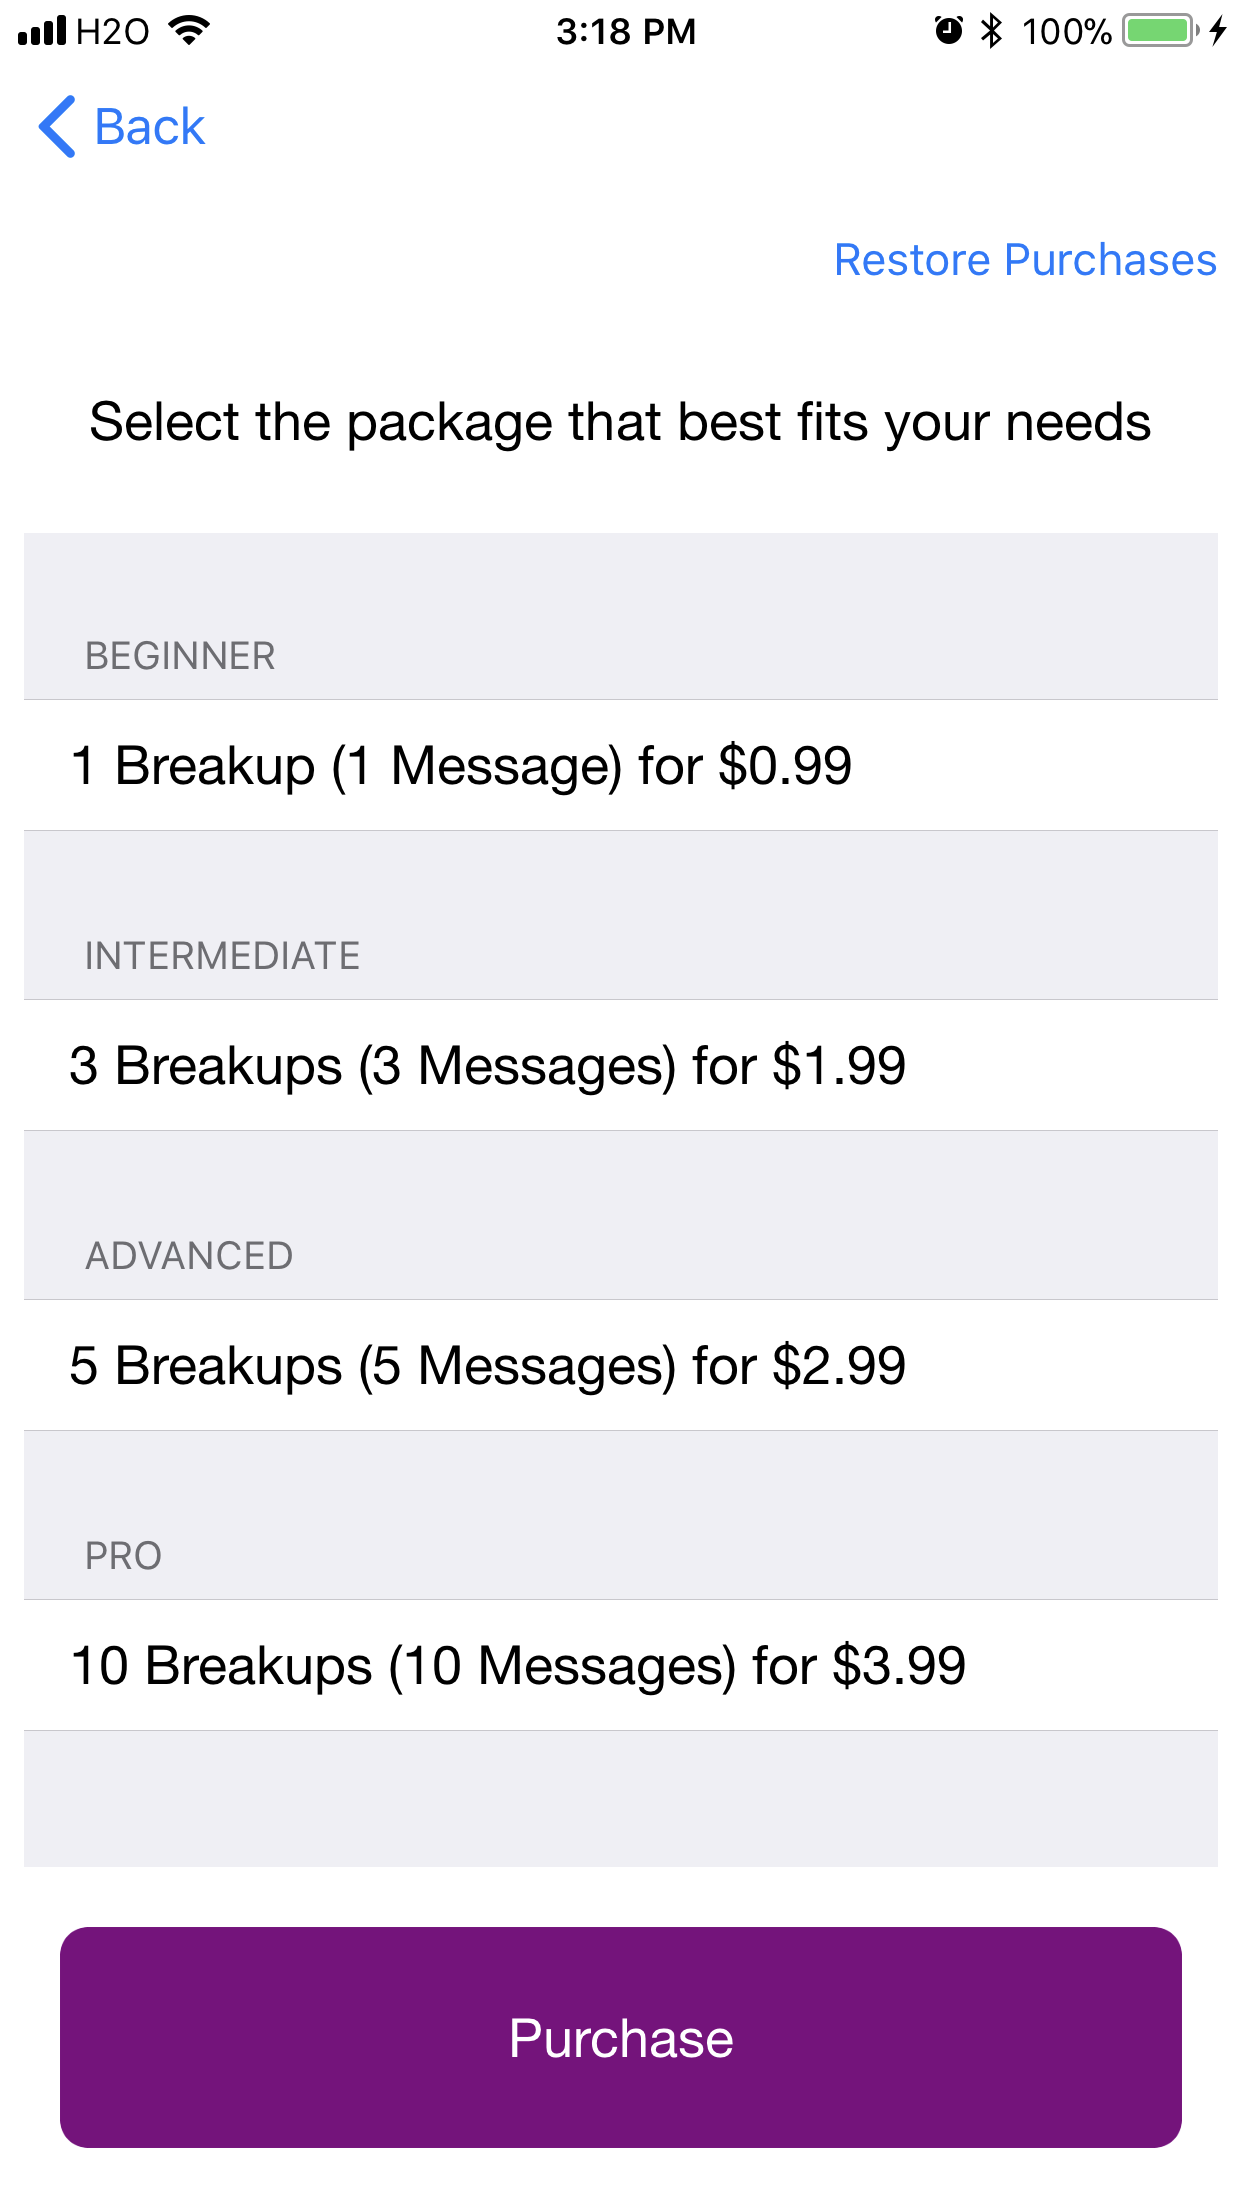 H2O 3:18 PM 100%
Back
Restore Purchases
Select the package that best fits your needs
BEGINNER
1 Breakup (1 Message) for $0.99
INTERMEDIATE
3 Breakups (3 Messages) for $1.99
ADVANCED
5 Breakups (5 Messages) for $2.99
PRO
10 Breakups (10 Messages) for $3.99
Purchase